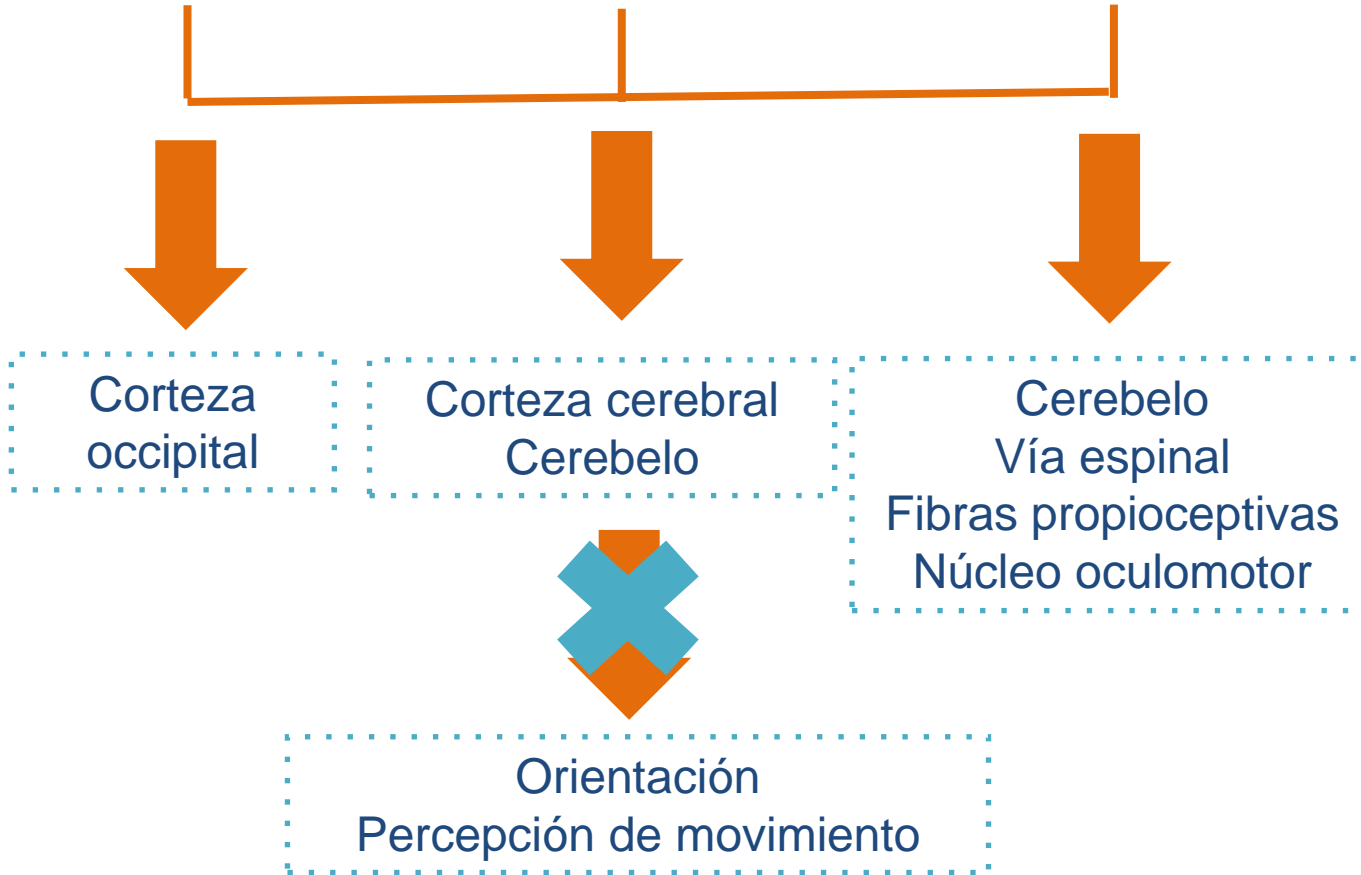 Corteza
occipital
Corteza cerebral
Cerebelo
Cerebelo
Vía espinal
Fibras propioceptivas
Núcleo oculomotor
Orientación
Percepción de movimiento